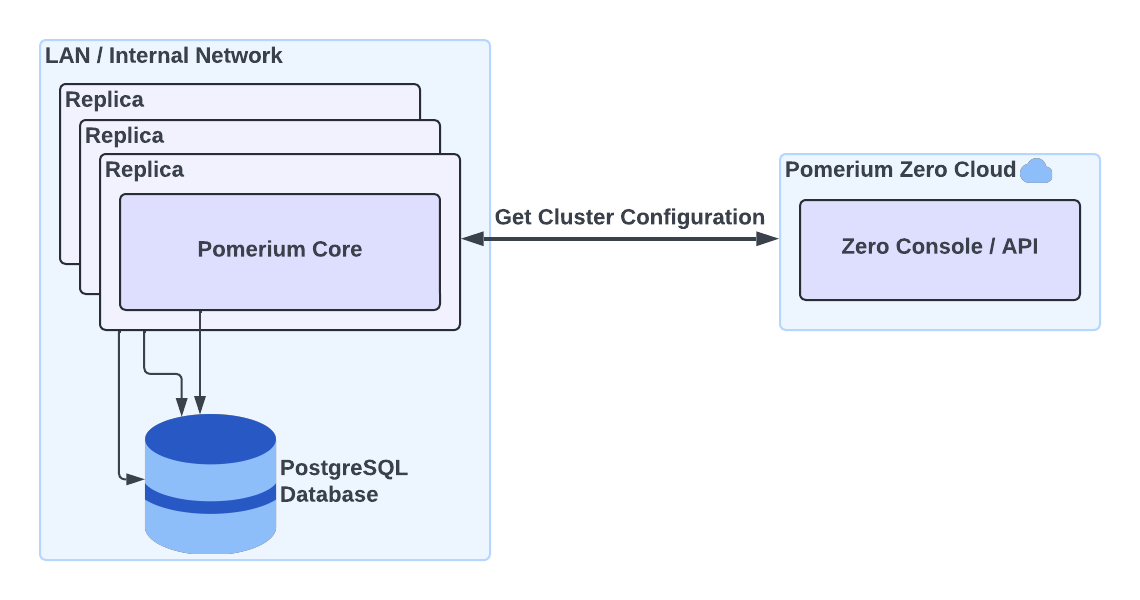 LAN / Internal Network
Replica
Replica
Replica
Pomerium Core
Get Cluster Configuration
Pomerium Zero Cloud
Zero Console / API
PostgreSQL
Database